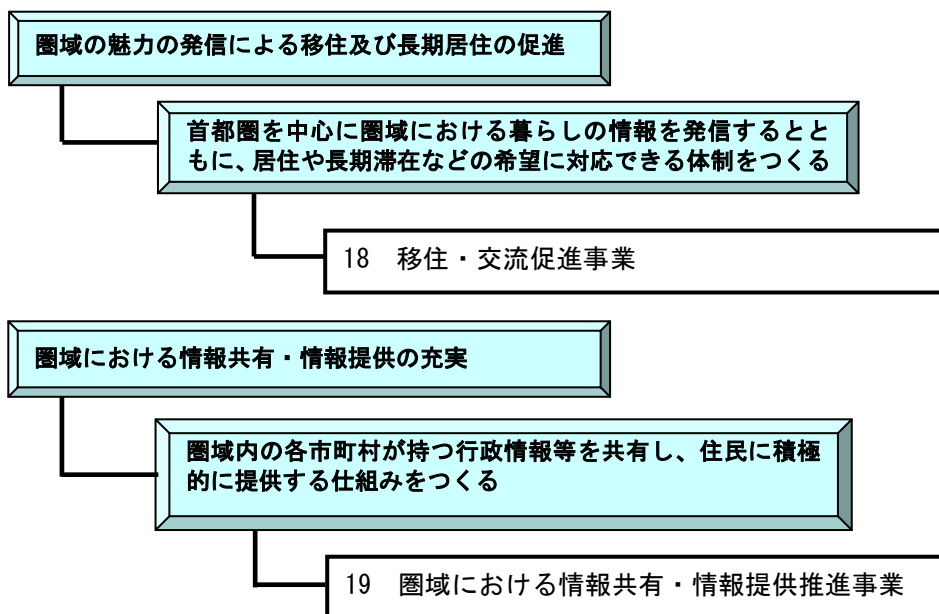 圏域の魅力の発信による移住及び長期居住の促進
首都圏を中心に圏域における暮らしの情報を発信するとと
もに、居住や長期滞在などの希望に対応できる体制をつくる
18　移住・交流促進事業
圏域における情報共有・情報提供の充実
圏域内の各市町村が持つ行政情報等を共有し、住民に積極
的に提供する仕組みをつくる
19　圏域における情報共有・情報提供推進事業